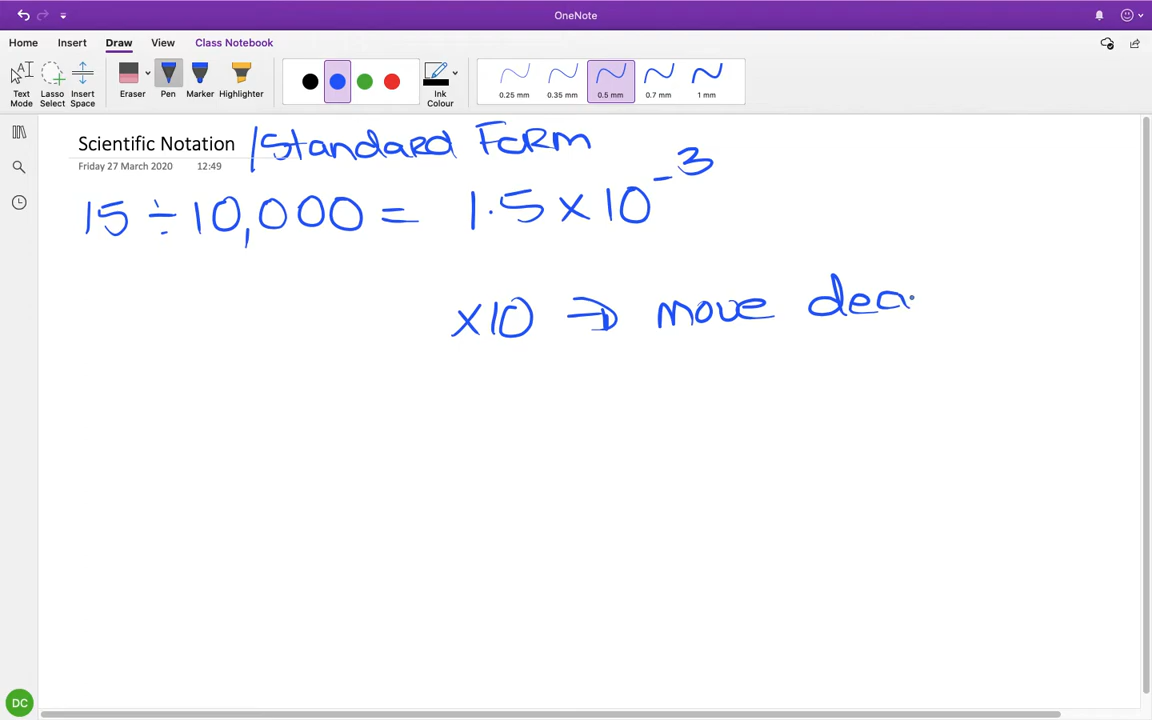 OneNote
Home Insert Draw View Class Notebook
Text Mode Lasso Select Insert Space Eraser Pen Marker Highlighter Ink Colour 0.25 mm 0.35 mm 0.5 mm 0.7 mm 1 mm
Scientific Notation /Standard Form
Friday 27 March 2020 12:49
15 ÷ 10,000 = 1.5 × 10⁻³
×10 ⇒ move dec
DC